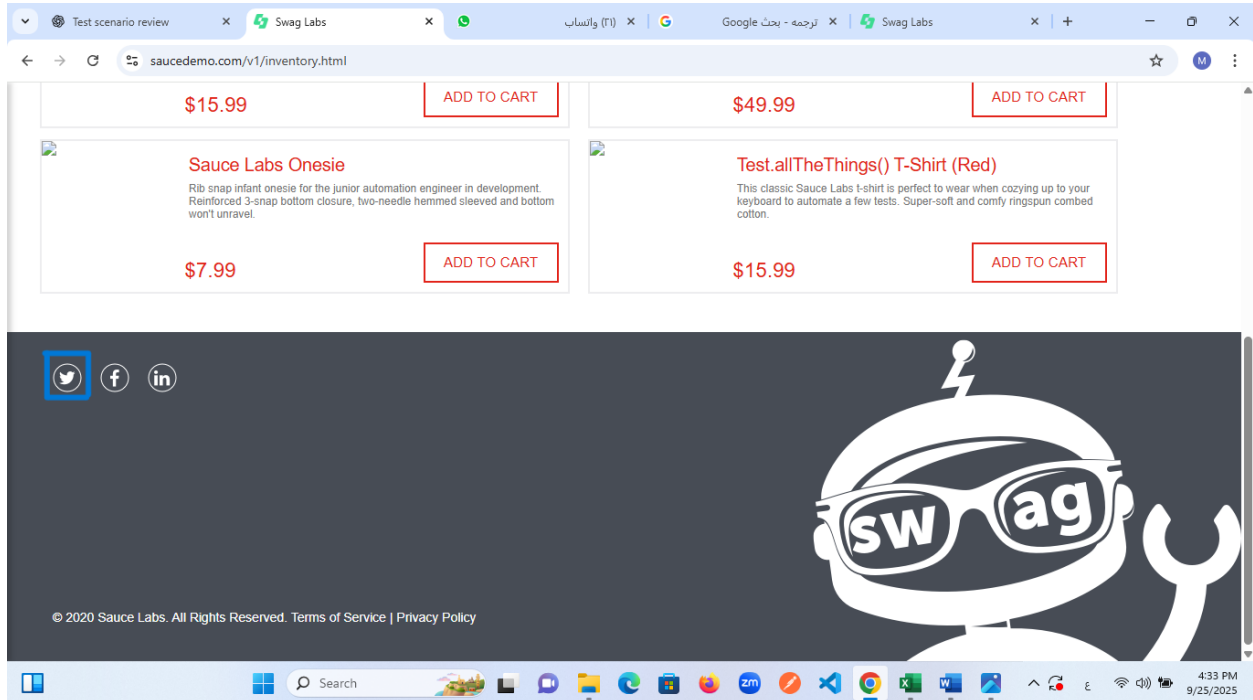 Test scenario review
Swag Labs
(٢١) واتساب
ترجمه - بحث Google
Swag Labs
saucedemo.com/v1/inventory.html
M
$15.99
ADD TO CART
$49.99
ADD TO CART
Sauce Labs Onesie
Rib snap infant onesie for the junior automation engineer in development.
Reinforced 3-snap bottom closure, two-needle hemmed sleeved and bottom
won't unravel.
$7.99
ADD TO CART
Test.allTheThings() T-Shirt (Red)
This classic Sauce Labs t-shirt is perfect to wear when cozying up to your
keyboard to automate a few tests. Super-soft and comfy ringspun combed
cotton.
$15.99
ADD TO CART
in
sw ag
© 2020 Sauce Labs. All Rights Reserved. Terms of Service | Privacy Policy
Search
zm
ع
4:33 PM
9/25/2025